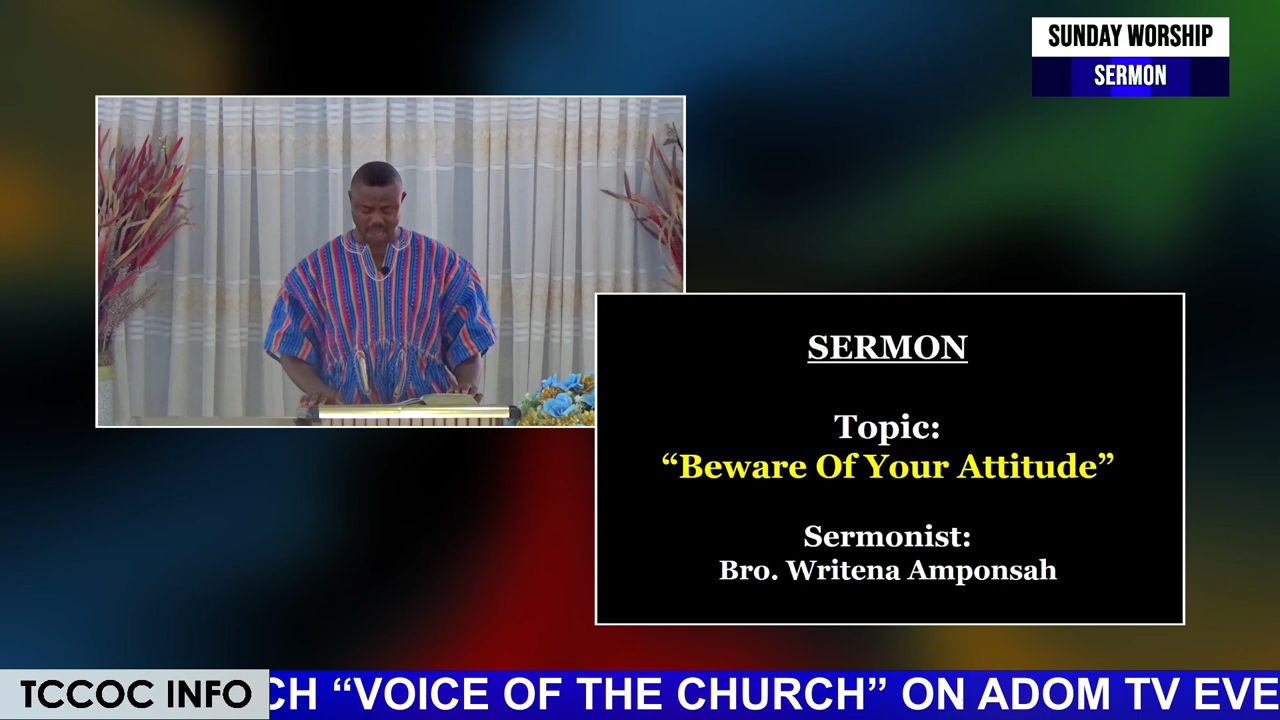 SUNDAY WORSHIP
SERMON
SERMON
Topic:
“Beware Of Your Attitude”
Sermonist:
Bro. Writena Amponsah
TCCOC INFO
CH “VOICE OF THE CHURCH” ON ADOM TV EVE